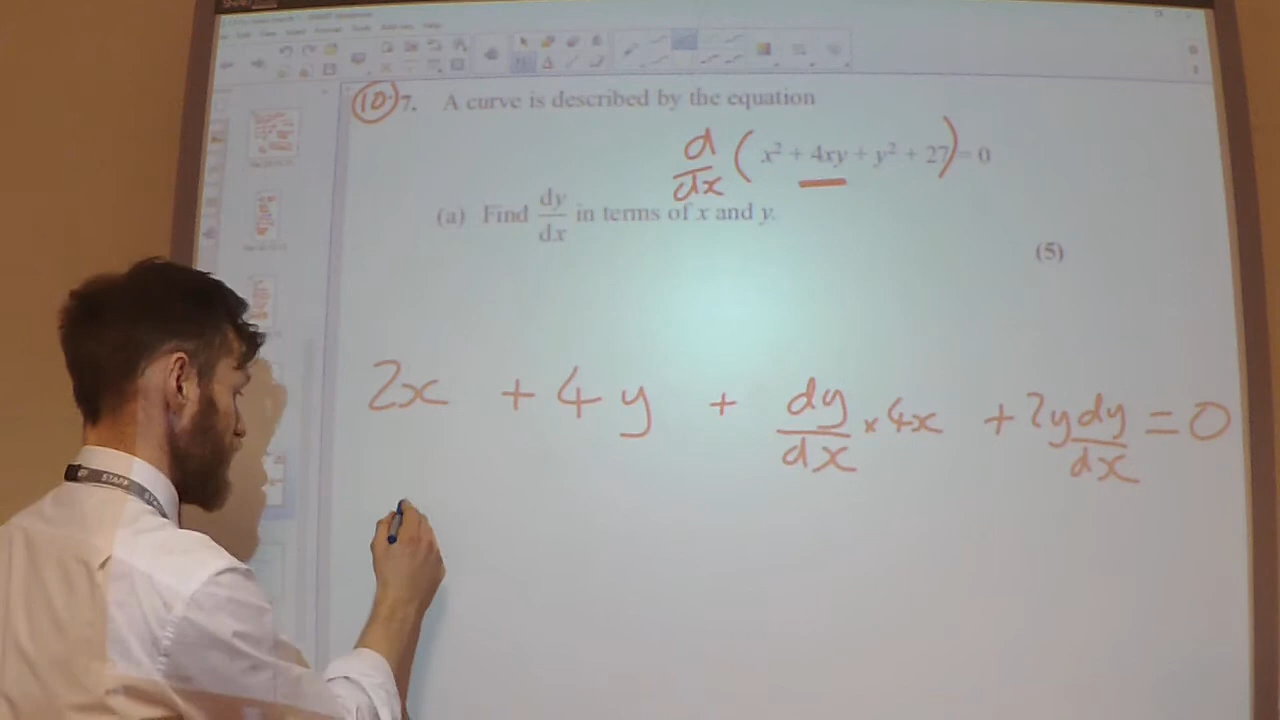 (10) 7. A curve is described by the equation
d/dx (x² + 4xy + y² + 27) = 0
(a) Find dy/dx in terms of x and y.
(5)
2x + 4y + dy/dx × 4x + 2y dy/dx = 0
STAFF